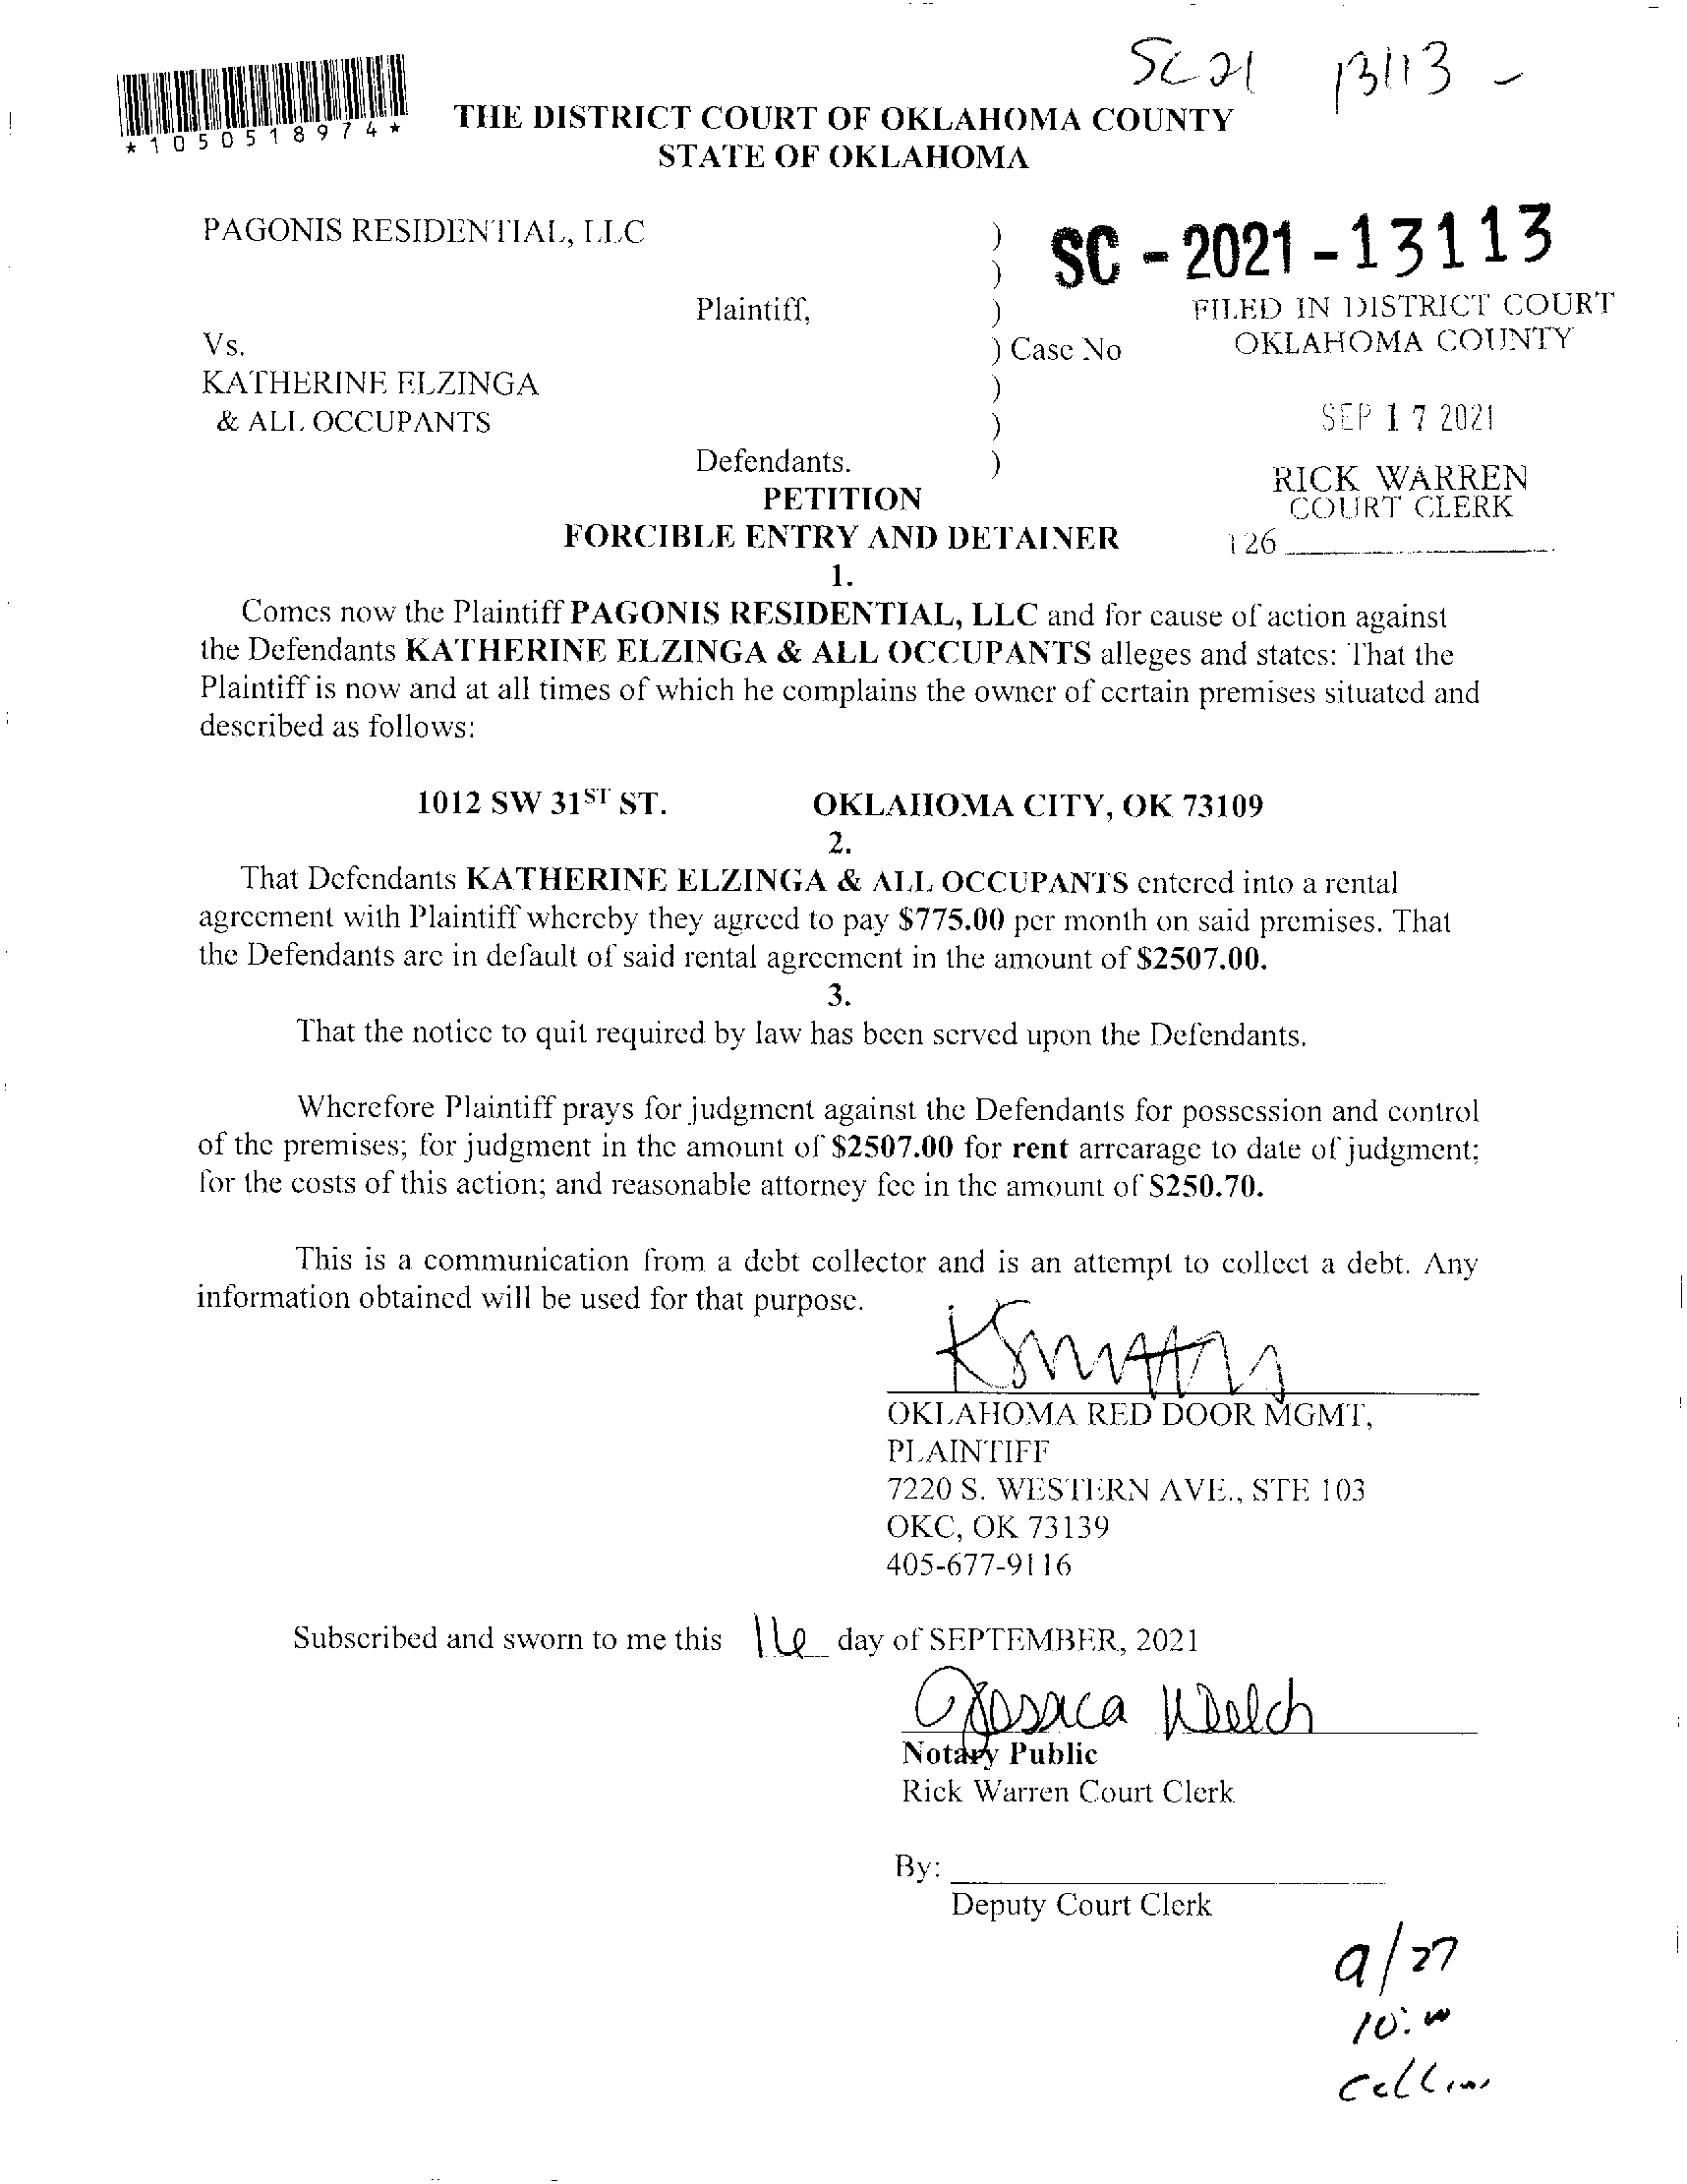 SC 21 13113 -
*1050518974*
THE DISTRICT COURT OF OKLAHOMA COUNTY
STATE OF OKLAHOMA
PAGONIS RESIDENTIAL, LLC )
) SC - 2021 - 13113
Plaintiff, ) FILED IN DISTRICT COURT
Vs. ) Case No OKLAHOMA COUNTY
KATHERINE ELZINGA )
& ALL OCCUPANTS ) SEP 17 2021
Defendants. ) RICK WARREN
PETITION COURT CLERK
FORCIBLE ENTRY AND DETAINER 126
1.
Comes now the Plaintiff PAGONIS RESIDENTIAL, LLC and for cause of action against
the Defendants KATHERINE ELZINGA & ALL OCCUPANTS alleges and states: That the
Plaintiff is now and at all times of which he complains the owner of certain premises situated and
described as follows:
1012 SW 31ST ST. OKLAHOMA CITY, OK 73109
2.
That Defendants KATHERINE ELZINGA & ALL OCCUPANTS entered into a rental
agreement with Plaintiff whereby they agreed to pay $775.00 per month on said premises. That
the Defendants are in default of said rental agreement in the amount of $2507.00.
3.
That the notice to quit required by law has been served upon the Defendants.
Wherefore Plaintiff prays for judgment against the Defendants for possession and control
of the premises; for judgment in the amount of $2507.00 for rent arrearage to date of judgment;
for the costs of this action; and reasonable attorney fee in the amount of $250.70.
This is a communication from a debt collector and is an attempt to collect a debt. Any
information obtained will be used for that purpose.
OKLAHOMA RED DOOR MGMT,
PLAINTIFF
7220 S. WESTERN AVE., STE 103
OKC, OK 73139
405-677-9116
Subscribed and sworn to me this 16 day of SEPTEMBER, 2021
Jessica Welch
Notary Public
Rick Warren Court Clerk
By:
Deputy Court Clerk
9/27
10:00
Collins